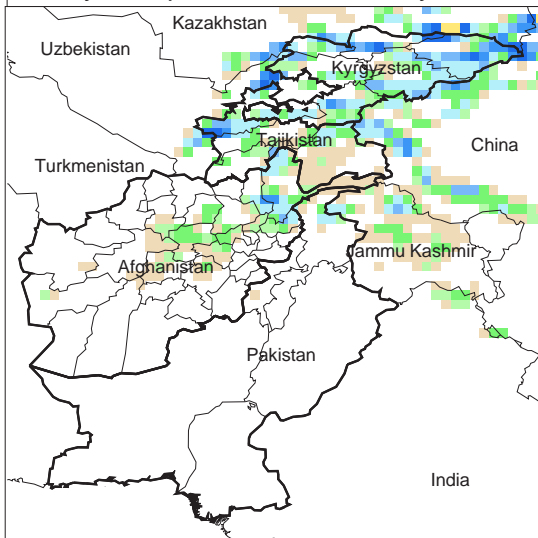 Kazakhstan
Uzbekistan
Kyrgyzstan
Tajikistan
China
Turkmenistan
Jammu Kashmir
Afghanistan
Pakistan
India